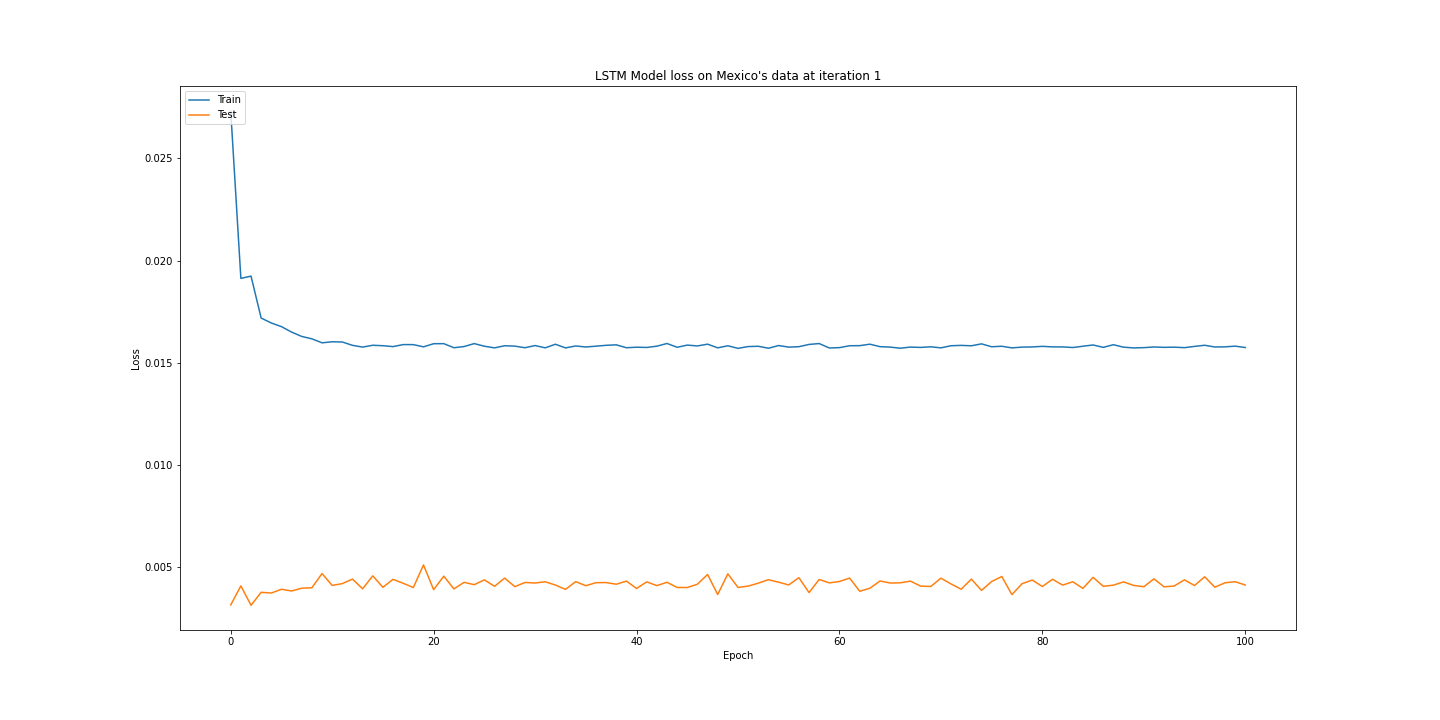 LSTM Model loss on Mexico's data at iteration 1
Train
Test
0.025
0.020
0.015
0.010
0.005
Loss
0 20 40 60 80 100
Epoch